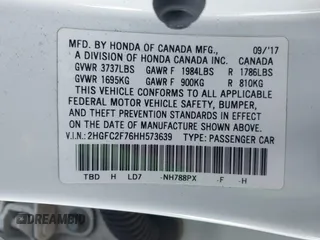 MFD. BY HONDA OF CANADA MFG., 09/'17
A DIVISION OF HONDA CANADA INC. CANADA
GVWR 3737LBS GAWR F 1984LBS R 1786LBS
GVWR 1695KG GAWR F 900KG R 810KG
THIS VEHICLE CONFORMS TO ALL APPLICABLE
FEDERAL MOTOR VEHICLE SAFETY, BUMPER,
AND THEFT PREVENTION STANDARDS IN EFFECT
ON THE DATE OF MANUFACTURE SHOWN ABOVE.
V.I.N:2HGFC2F76HH573639 TYPE: PASSENGER CAR
TBD H LD7 -NH788PX -F -H
DREAMBID